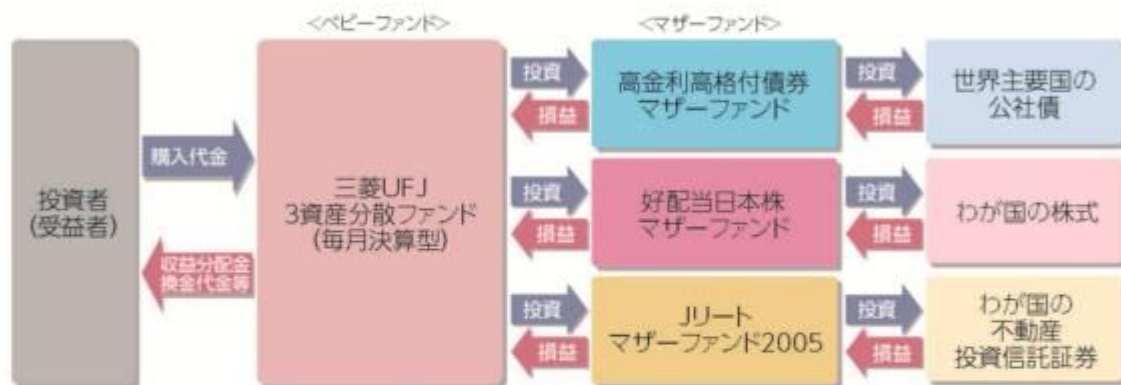 <ベビーファンド>
<マザーファンド>
投資者
(受益者)
購入代金
収益分配金
換金代金等
三菱UFJ
3資産分散ファンド
(毎月決算型)
投資
損益
高金利高格付債券
マザーファンド
投資
損益
世界主要国の
公社債
投資
損益
好配当日本株
マザーファンド
投資
損益
わが国の株式
投資
損益
Jリート
マザーファンド2005
投資
損益
わが国の
不動産
投資信託証券